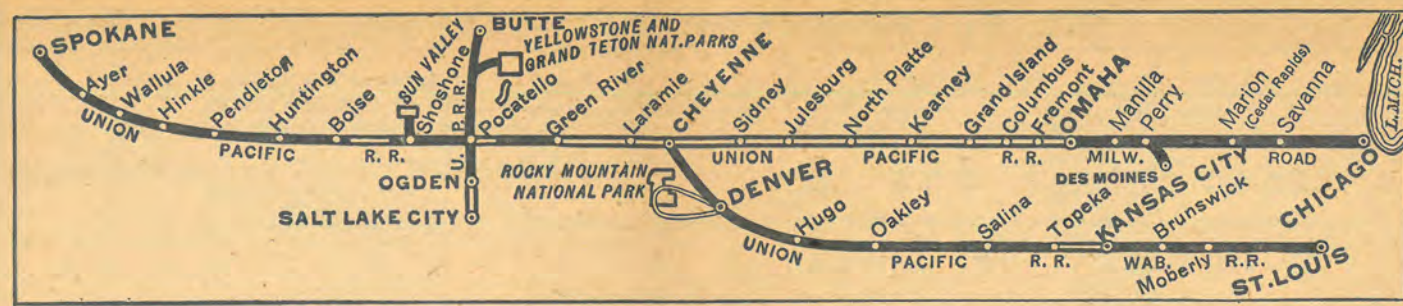 SPOKANE
Ayer
Wallula
Hinkle
Pendleton
Huntington
Boise
SUN VALLEY
Shoshone
BUTTE
YELLOWSTONE AND
GRAND TETON NAT. PARKS
U. P. R. R.
Pocatello
OGDEN
SALT LAKE CITY
Green River
Laramie
CHEYENNE
Sidney
Julesburg
North Platte
Kearney
Grand Island
Columbus
Fremont
OMAHA
Manilla
Perry
DES MOINES
Marion
(Cedar Rapids)
Savanna
CHICAGO
L. MICH.
UNION PACIFIC R. R.
UNION PACIFIC R. R.
MILW. ROAD
ROCKY MOUNTAIN
NATIONAL PARK
DENVER
Hugo
Oakley
Salina
Topeka
KANSAS CITY
Brunswick
Moberly
ST. LOUIS
UNION PACIFIC R. R.
WAB. R.R.